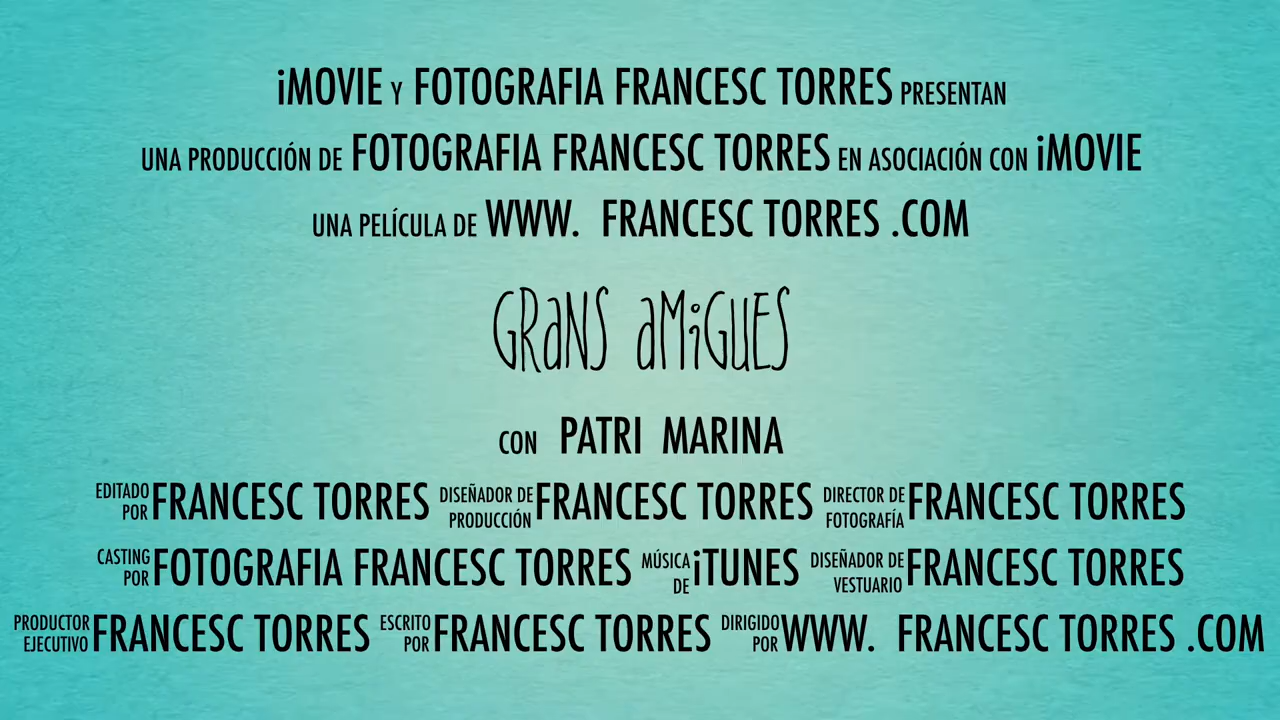 iMOVIE Y FOTOGRAFIA FRANCESC TORRES PRESENTAN
UNA PRODUCCIÓN DE FOTOGRAFIA FRANCESC TORRES EN ASOCIACIÓN CON iMOVIE
UNA PELÍCULA DE WWW. FRANCESC TORRES .COM
GRaNS aMiGUES
CON PATRI MARINA
EDITADO POR FRANCESC TORRES DISEÑADOR DE PRODUCCIÓN FRANCESC TORRES DIRECTOR DE FOTOGRAFÍA FRANCESC TORRES
CASTING POR FOTOGRAFIA FRANCESC TORRES MÚSICA DE iTUNES DISEÑADOR DE VESTUARIO FRANCESC TORRES
PRODUCTOR EJECUTIVO FRANCESC TORRES ESCRITO POR FRANCESC TORRES DIRIGIDO POR WWW. FRANCESC TORRES .COM